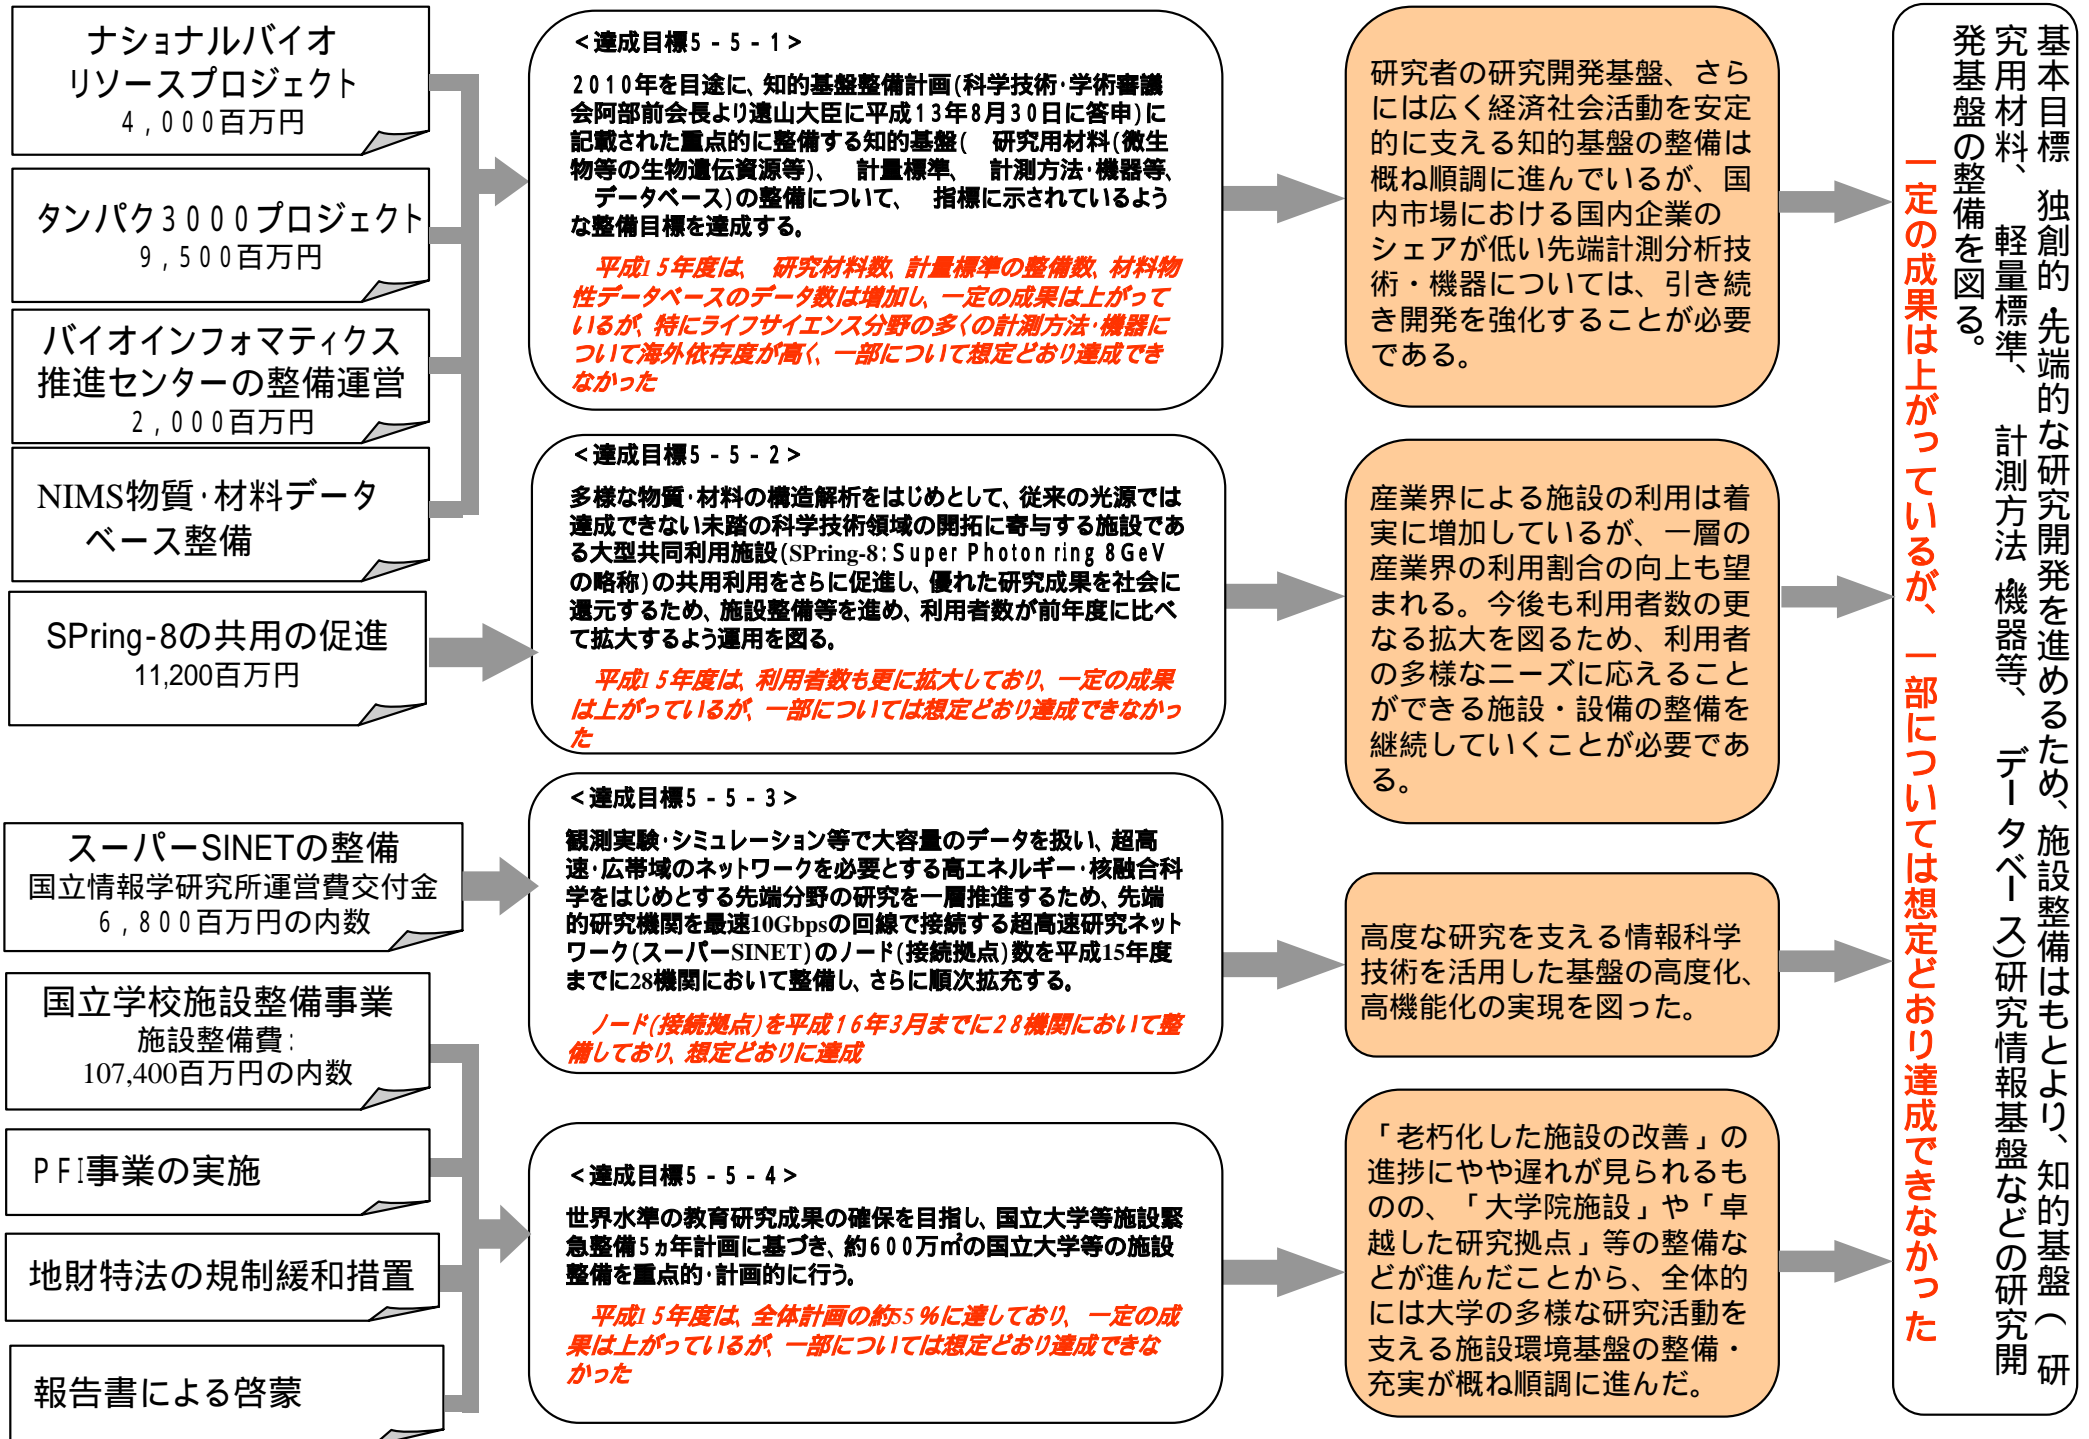 ナショナルバイオ
リソースプロジェクト
4,000百万円
タンパク3000プロジェクト
9,500百万円
バイオインフォマティクス
推進センターの整備運営
2,000百万円
NIMS物質・材料データ
ベース整備
SPring-8の共用の促進
11,200百万円
スーパーSINETの整備
国立情報学研究所運営費交付金
6,800百万円の内数
国立学校施設整備事業
施設整備費:
107,400百万円の内数
PFI事業の実施
地財特法の規制緩和措置
報告書による啓蒙
<達成目標5-5-1>
2010年を目途に、知的基盤整備計画(科学技術・学術審議
会阿部前会長より遠山大臣に平成13年8月30日に答申)に
記載された重点的に整備する知的基盤( 研究用材料(微生
物等の生物遺伝資源等)、 計量標準、 計測方法・機器等、
データベース)の整備について、 指標に示されているよう
な整備目標を達成する。
平成15年度は、 研究材料数、計量標準の整備数、材料物
性データベースのデータ数は増加し、一定の成果は上がって
いるが、特にライフサイエンス分野の多くの計測方法・機器に
ついて海外依存度が高く、一部について想定どおり達成でき
なかった
<達成目標5-5-2>
多様な物質・材料の構造解析をはじめとして、従来の光源では
達成できない未踏の科学技術領域の開拓に寄与する施設であ
る大型共同利用施設(SPring-8:Super Photon ring 8GeV
の略称)の共用利用をさらに促進し、優れた研究成果を社会に
還元するため、施設整備等を進め、利用者数が前年度に比べ
て拡大するよう運用を図る。
平成15年度は、利用者数も更に拡大しており、一定の成果
は上がっているが、一部については想定どおり達成できなかっ
た
<達成目標5-5-3>
観測実験・シミュレーション等で大容量のデータを扱い、超高
速・広帯域のネットワークを必要とする高エネルギー・核融合科
学をはじめとする先端分野の研究を一層推進するため、先端
的研究機関を最速10Gbpsの回線で接続する超高速研究ネット
ワーク(スーパーSINET)のノード(接続拠点)数を平成15年度
までに28機関において整備し、さらに順次拡充する。
ノード(接続拠点)を平成16年3月までに28機関において整
備しており、想定どおりに達成
<達成目標5-5-4>
世界水準の教育研究成果の確保を目指し、国立大学等施設緊
急整備5ヵ年計画に基づき、約600万㎡の国立大学等の施設
整備を重点的・計画的に行う。
平成15年度は、全体計画の約55%に達しており、一定の成
果は上がっているが、一部については想定どおり達成できな
かった
研究者の研究開発基盤、さら
には広く経済社会活動を安定
的に支える知的基盤の整備は
概ね順調に進んでいるが、国
内市場における国内企業の
シェアが低い先端計測分析技
術・機器については、引き続
き開発を強化することが必要
である。
産業界による施設の利用は着
実に増加しているが、一層の
産業界の利用割合の向上も望
まれる。今後も利用者数の更
なる拡大を図るため、利用者
の多様なニーズに応えること
ができる施設・設備の整備を
継続していくことが必要であ
る。
高度な研究を支える情報科学
技術を活用した基盤の高度化、
高機能化の実現を図った。
「老朽化した施設の改善」の
進捗にやや遅れが見られるも
のの、「大学院施設」や「卓
越した研究拠点」等の整備な
どが進んだことから、全体的
には大学の多様な研究活動を
支える施設環境基盤の整備・
充実が概ね順調に進んだ。
基本目標 独創的・先端的な研究開発を進めるため、施設整備はもとより、知的基盤( 研
究用材料、 軽量標準、 計測方法・機器等、 データベース)研究情報基盤などの研究開
発基盤の整備を図る。
一定の成果は上がっているが、一部については想定どおり達成できなかった